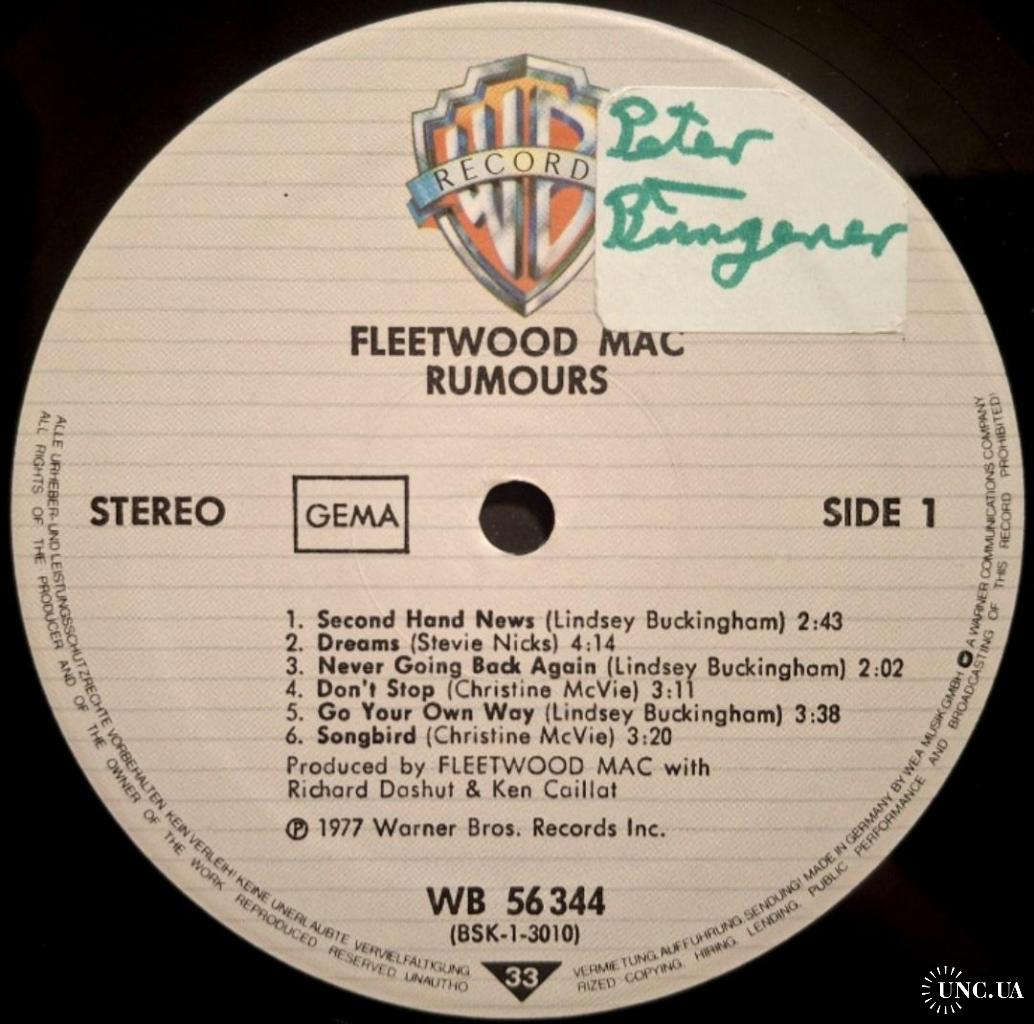 RECORD
Peter
Büngener
FLEETWOOD MAC
RUMOURS
STEREO
GEMA
SIDE 1
1. Second Hand News (Lindsey Buckingham) 2:43
2. Dreams (Stevie Nicks) 4:14
3. Never Going Back Again (Lindsey Buckingham) 2:02
4. Don't Stop (Christine McVie) 3:11
5. Go Your Own Way (Lindsey Buckingham) 3:38
6. Songbird (Christine McVie) 3:20
Produced by FLEETWOOD MAC with
Richard Dashut & Ken Caillat
Ⓟ 1977 Warner Bros. Records Inc.
WB 56 344
(BSK-1-3010)
33
ALLE URHEBER- UND LEISTUNGSSCHUTZRECHTE VORBEHALTEN. KEIN VERLEIH! KEINE UNERLAUBTE VERVIELFÄLTIGUNG, VERMIETUNG, AUFFÜHRUNG, SENDUNG! MADE IN GERMANY BY WEA MUSIK GMBH A WARNER COMMUNICATIONS COMPANY
ALL RIGHTS OF THE PRODUCER AND OF THE OWNER OF THE WORK REPRODUCED RESERVED. UNAUTHORIZED COPYING, HIRING, LENDING, PUBLIC PERFORMANCE AND BROADCASTING OF THIS RECORD PROHIBITED!
UNC.UA